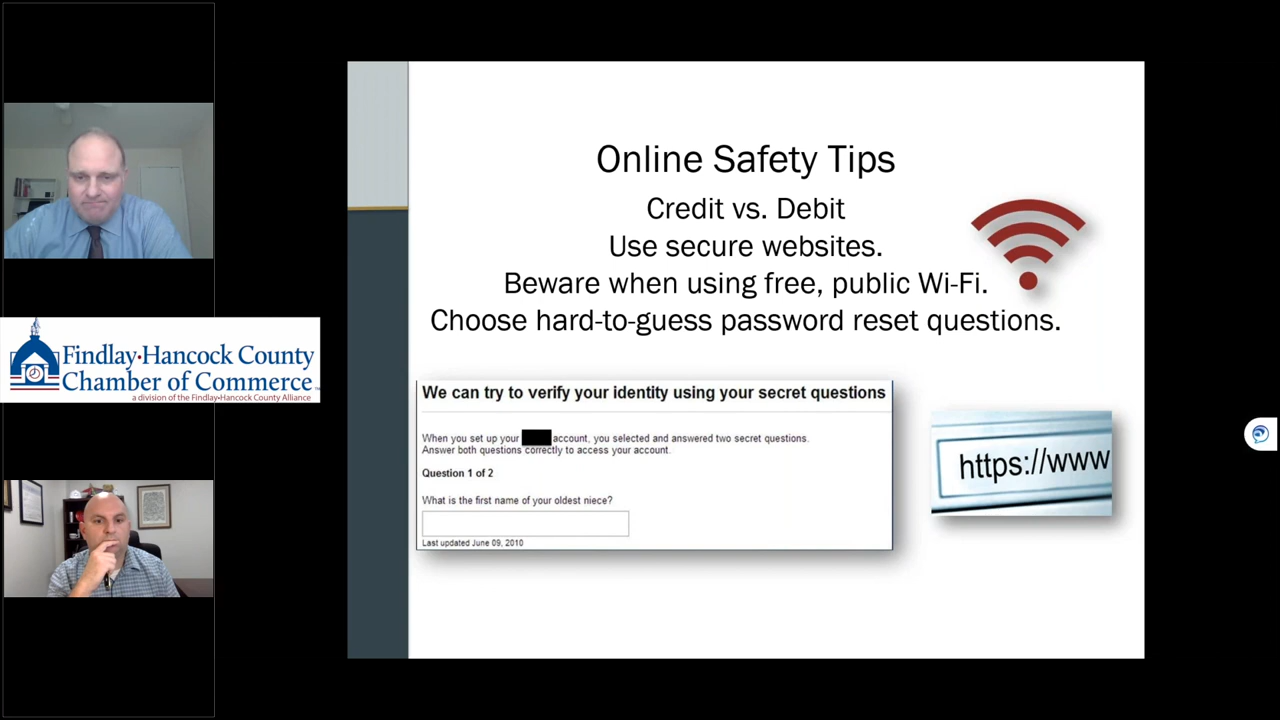 Online Safety Tips
Credit vs. Debit
Use secure websites.
Beware when using free, public Wi-Fi.
Choose hard-to-guess password reset questions.
Findlay•Hancock County
Chamber of Commerce™
a division of the Findlay•Hancock County Alliance
We can try to verify your identity using your secret questions
When you set up your account, you selected and answered two secret questions.
Answer both questions correctly to access your account.
Question 1 of 2
What is the first name of your oldest niece?
Last updated June 09, 2010
https://www